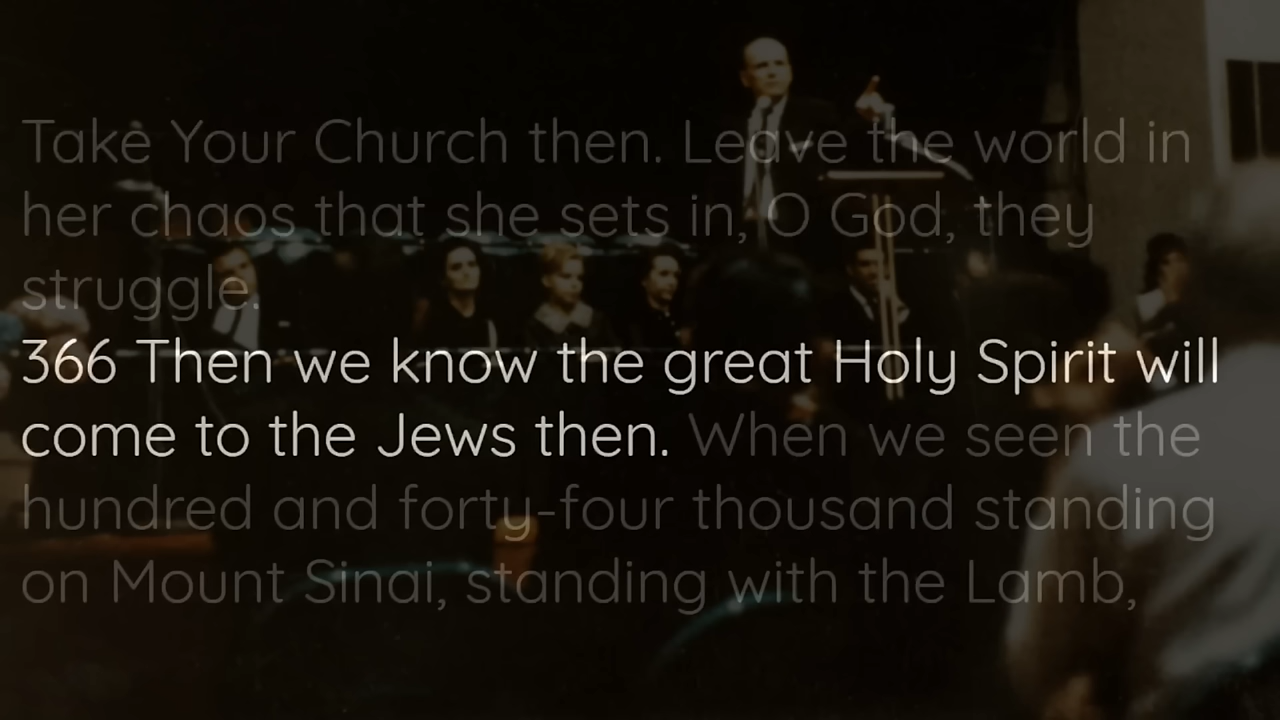 Take Your Church then. Leave the world in
her chaos that she sets in, O God, they
struggle.
366 Then we know the great Holy Spirit will
come to the Jews then. When we seen the
hundred and forty-four thousand standing
on Mount Sinai, standing with the Lamb,